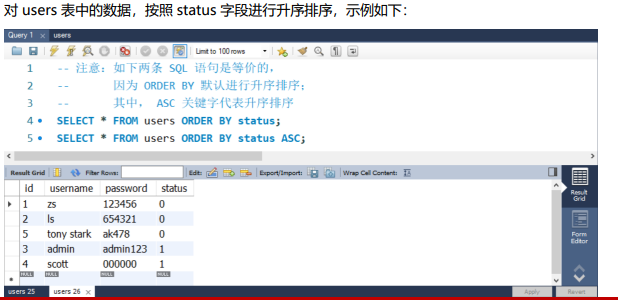 对 users 表中的数据，按照 status 字段进行升序排序，示例如下：
Query 1 users
Limit to 100 rows
1 -- 注意：如下两条 SQL 语句是等价的，
2 -- 因为 ORDER BY 默认进行升序排序；
3 -- 其中， ASC 关键字代表升序排序
4 SELECT * FROM users ORDER BY status;
5 SELECT * FROM users ORDER BY status ASC;
Result Grid Filter Rows: Edit: Export/Import: Wrap Cell Content:
id username password status
1 zs 123456 0
2 ls 654321 0
5 tony stark ak478 0
3 admin admin123 1
4 scott 000000 1
NULL NULL NULL NULL
Result Grid
Form Editor
users 25 users 26 Apply Revert